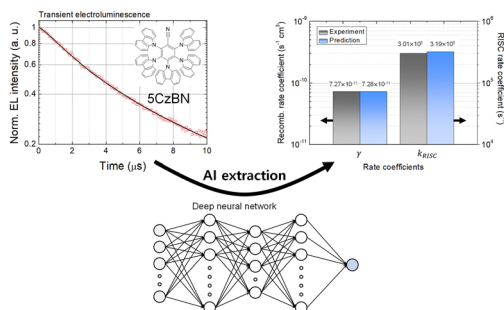 Transient electroluminescence
Norm. EL intensity (a. u.)
1
0.8
0.6
0.4
0.2
0
2
4
6
8
10
Time (μs)
CN
5CzBN
Recomb. rate coefficient (s⁻¹ cm³)
10⁻⁹
10⁻¹⁰
10⁻¹¹
Experiment
Prediction
7.27×10⁻¹¹
7.28×10⁻¹¹
3.01×10⁵
3.19×10⁵
RISC rate coefficient (s⁻¹)
10⁶
10⁵
10⁴
γ
k_RISC
Rate coefficients
AI extraction
Deep neural network